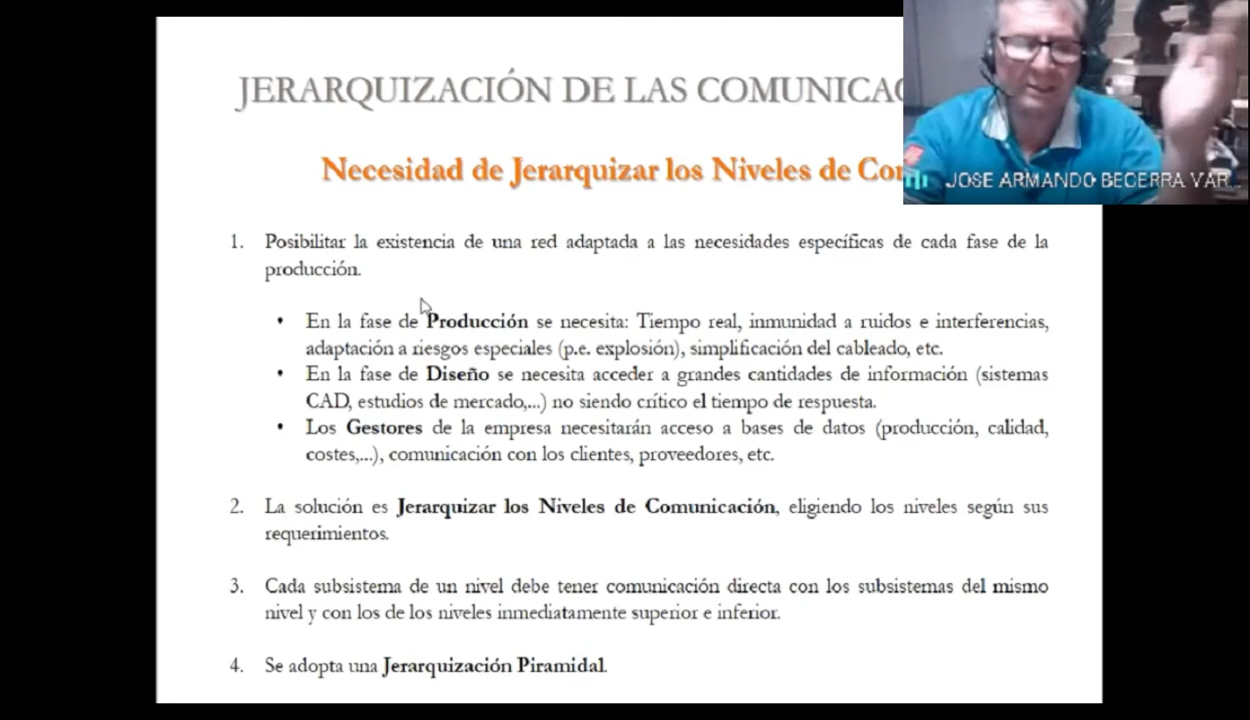 JERARQUIZACIÓN DE LAS COMUNICAC
Necesidad de Jerarquizar los Niveles de Com
JOSE ARMANDO BECERRA VAR...
1. Posibilitar la existencia de una red adaptada a las necesidades específicas de cada fase de la
producción.
• En la fase de Producción se necesita: Tiempo real, inmunidad a ruidos e interferencias,
adaptación a riesgos especiales (p.e. explosión), simplificación del cableado, etc.
• En la fase de Diseño se necesita acceder a grandes cantidades de información (sistemas
CAD, estudios de mercado,...) no siendo crítico el tiempo de respuesta.
• Los Gestores de la empresa necesitarán acceso a bases de datos (producción, calidad,
costes,...), comunicación con los clientes, proveedores, etc.
2. La solución es Jerarquizar los Niveles de Comunicación, eligiendo los niveles según sus
requerimientos.
3. Cada subsistema de un nivel debe tener comunicación directa con los subsistemas del mismo
nivel y con los de los niveles inmediatamente superior e inferior.
4. Se adopta una Jerarquización Piramidal.